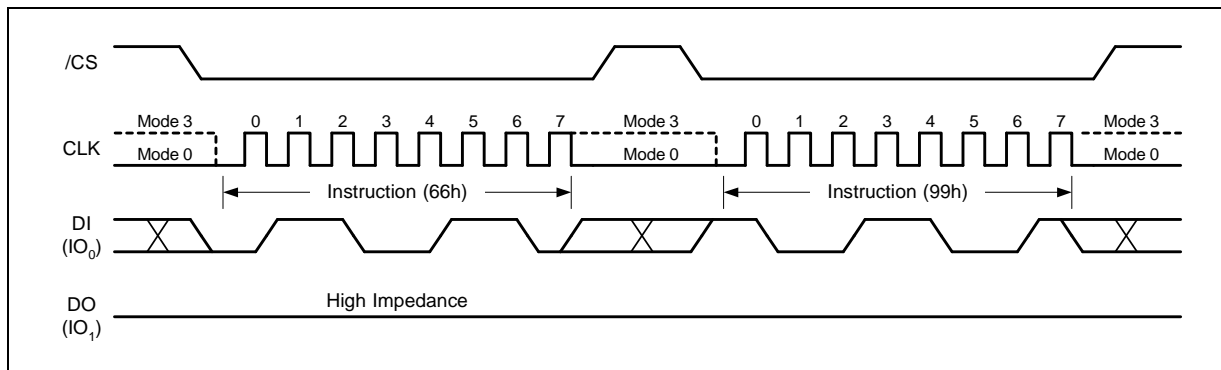 /CS
Mode 3 0 1 2 3 4 5 6 7 Mode 3 0 1 2 3 4 5 6 7 Mode 3
CLK Mode 0 Mode 0 Mode 0
Instruction (66h) Instruction (99h)
DI
(IO0)
High Impedance
DO
(IO1)